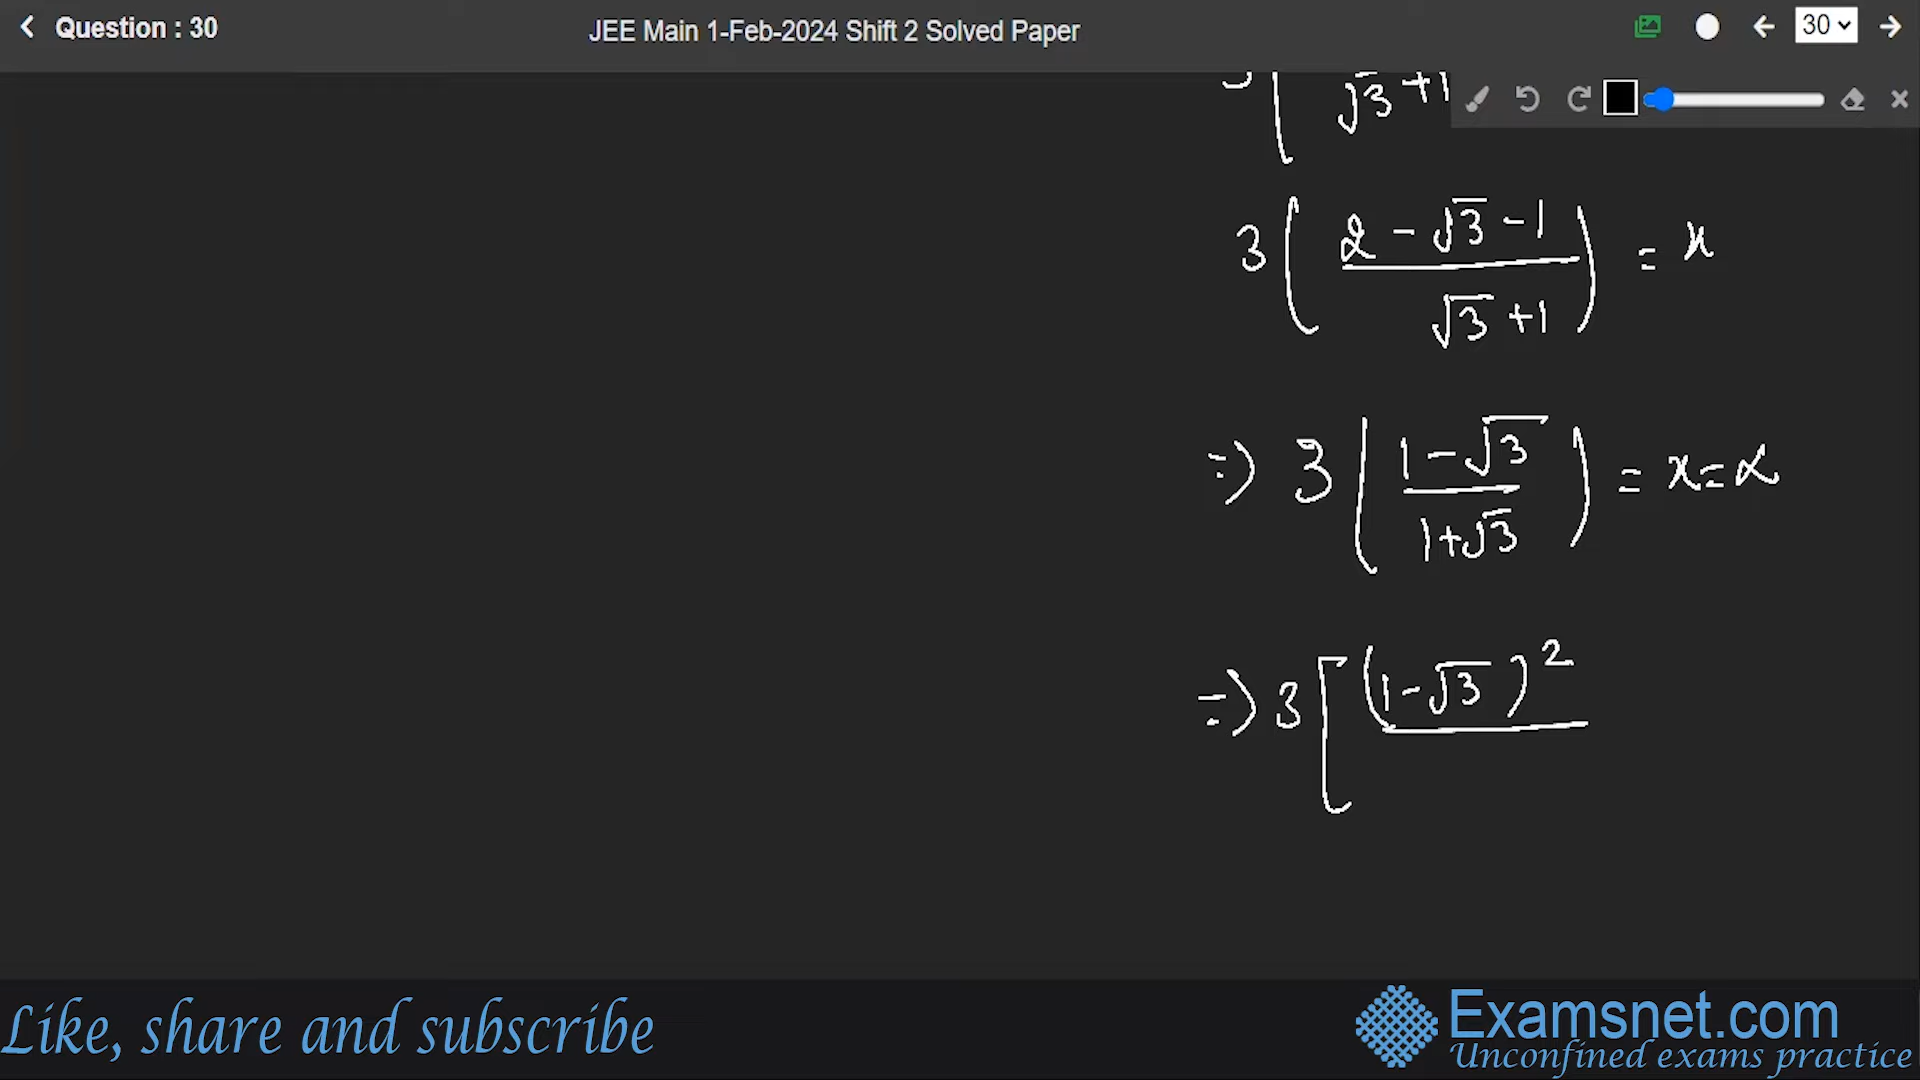 Question : 30
JEE Main 1-Feb-2024 Shift 2 Solved Paper
30
√3 +1
3 ( (2 - √3 - 1) / (√3 + 1) ) = x
⇒ 3 ( (1 - √3) / (1+√3) ) = x = α
⇒ 3 [ (1-√3)²
Like, share and subscribe
Examsnet.com
Unconfined exams practice